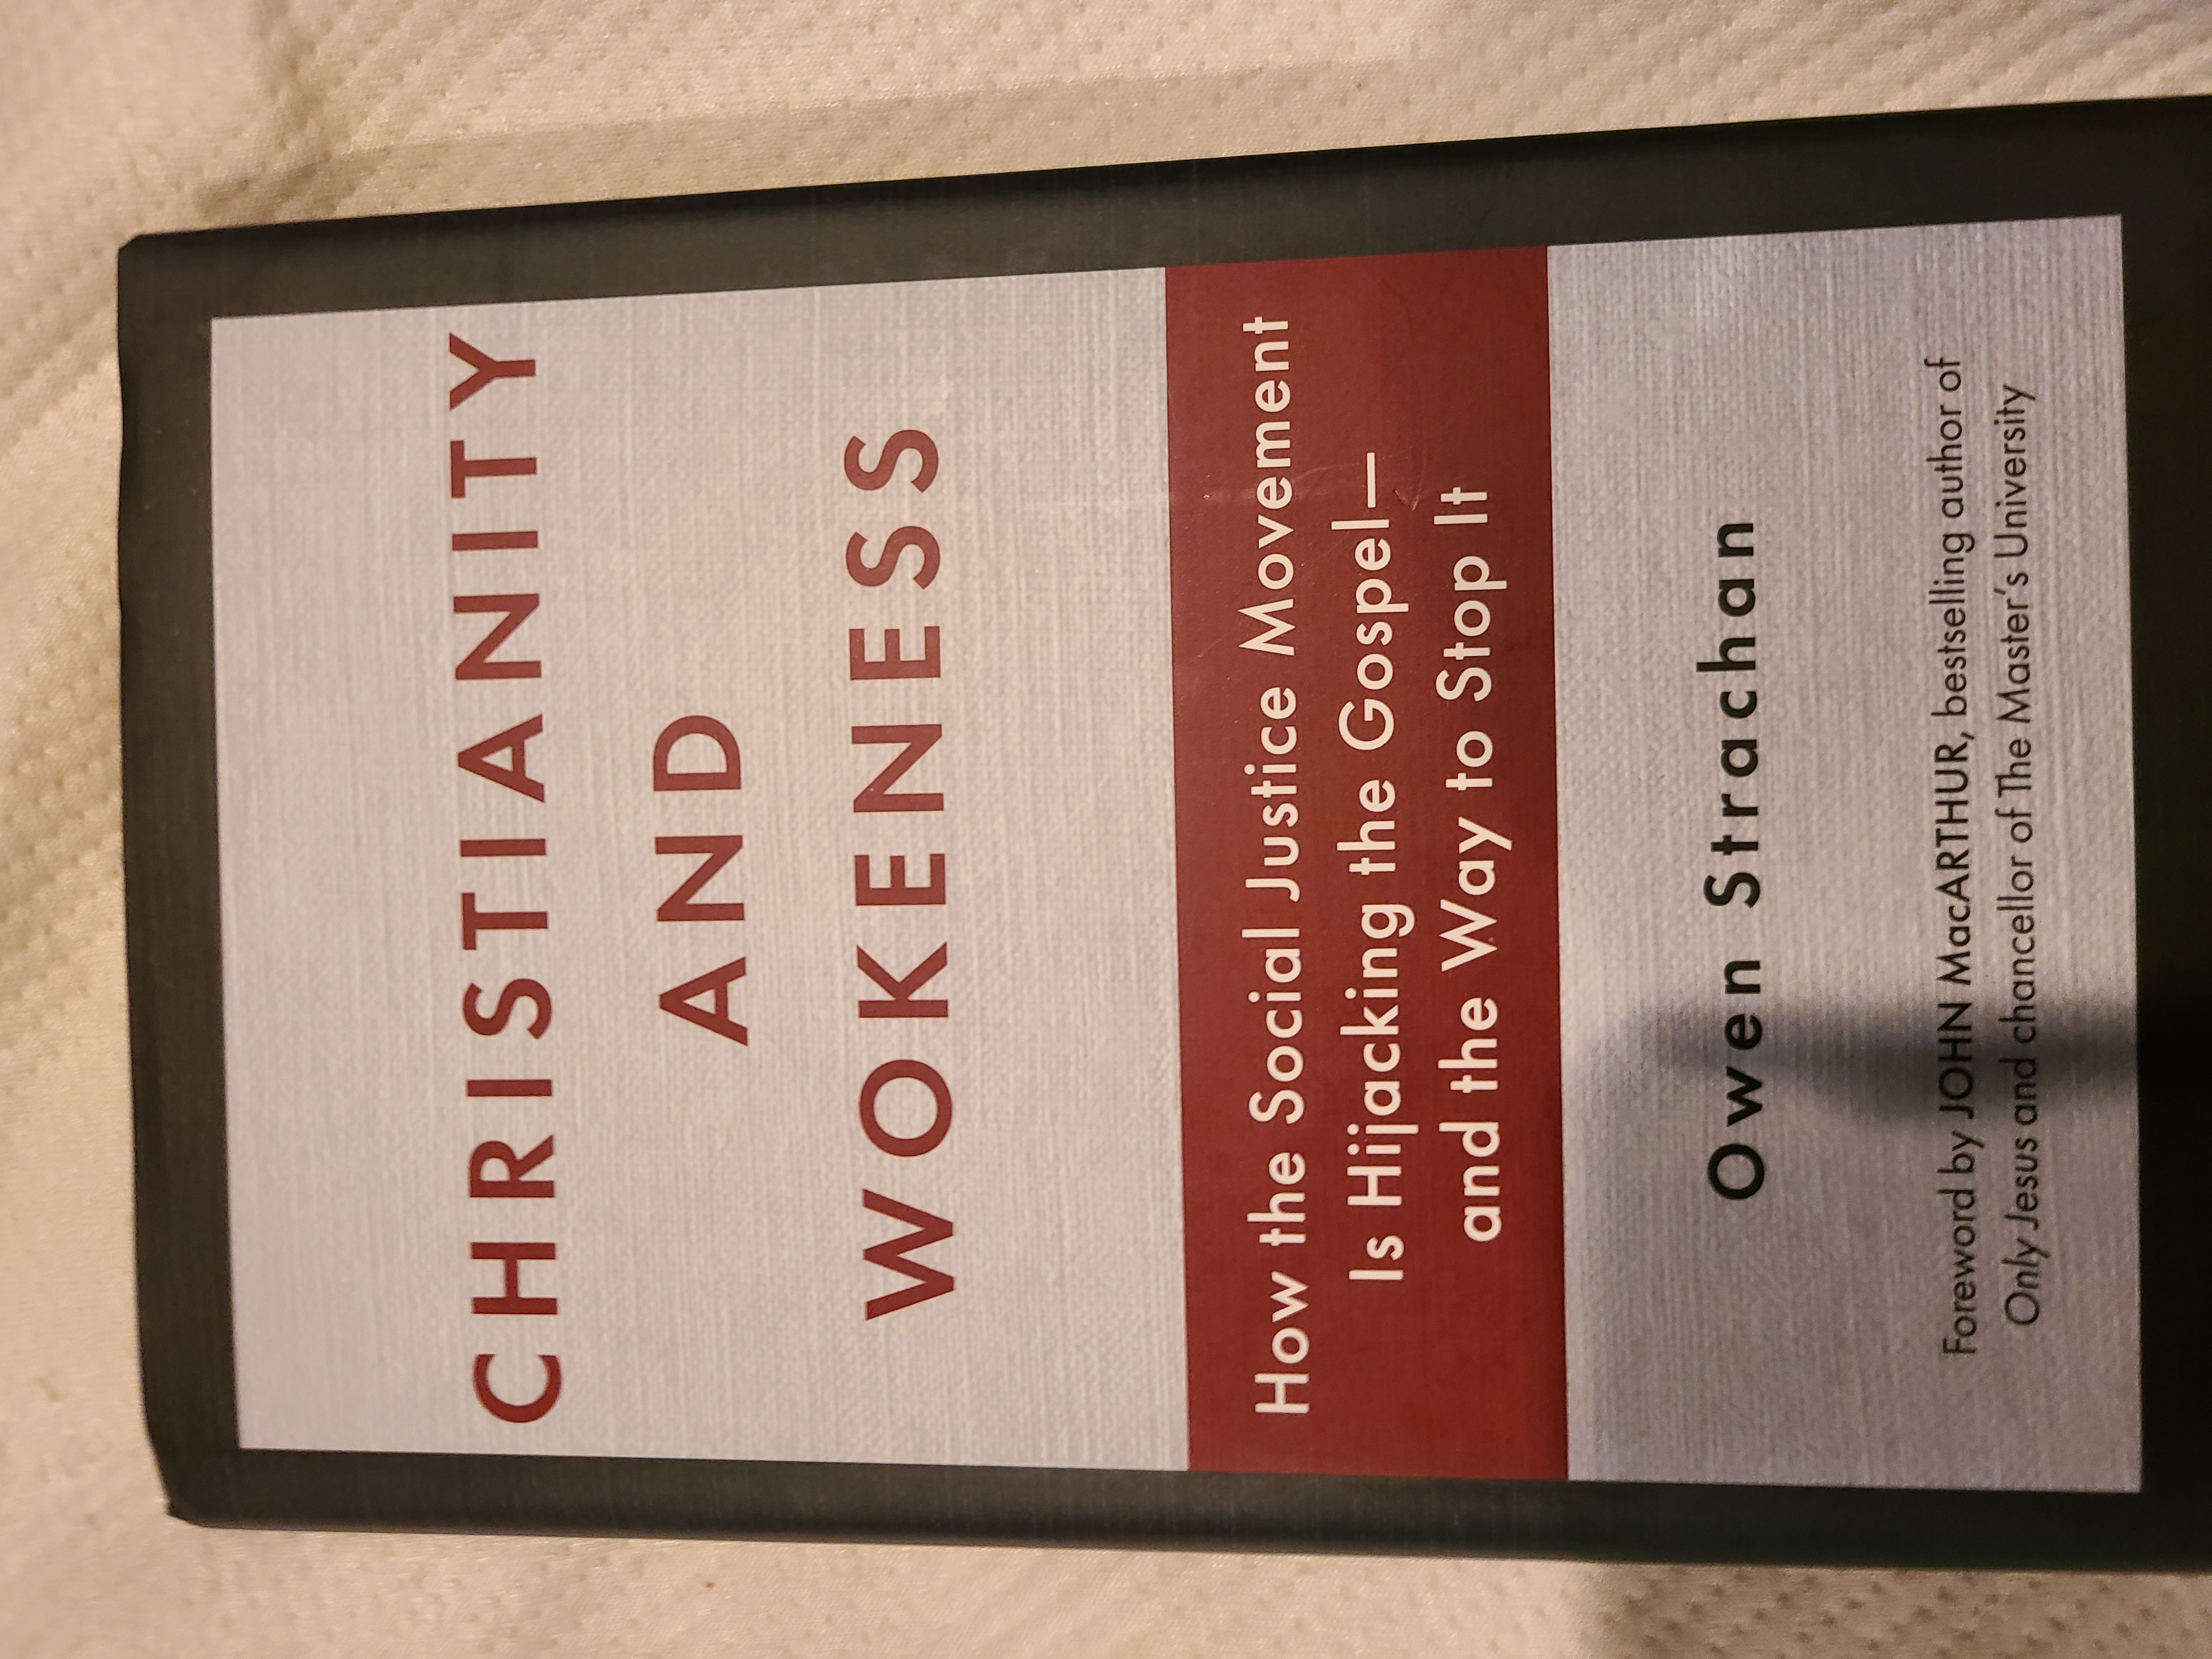 CHRISTIANITY
AND
WOKENESS
How the Social Justice Movement
Is Hijacking the Gospel—
and the Way to Stop It
Owen Strachan
Foreword by JOHN MacARTHUR, bestselling author of
Only Jesus and chancellor of The Master's University